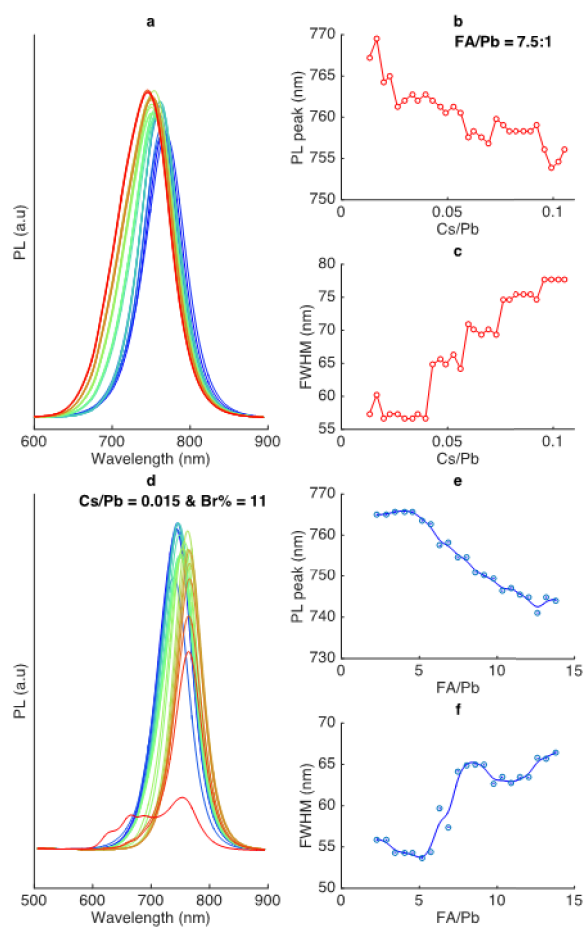 a
PL (a.u)
600 700 800 900
Wavelength (nm)
b
FA/Pb = 7.5:1
PL peak (nm)
770
765
760
755
750
0 0.05 0.1
Cs/Pb
c
FWHM (nm)
80
75
70
65
60
55
0 0.05 0.1
Cs/Pb
d
Cs/Pb = 0.015 & Br% = 11
PL (a.u)
500 600 700 800 900
Wavelength (nm)
e
PL peak (nm)
770
760
750
740
730
0 5 10 15
FA/Pb
f
FWHM (nm)
70
65
60
55
50
0 5 10 15
FA/Pb